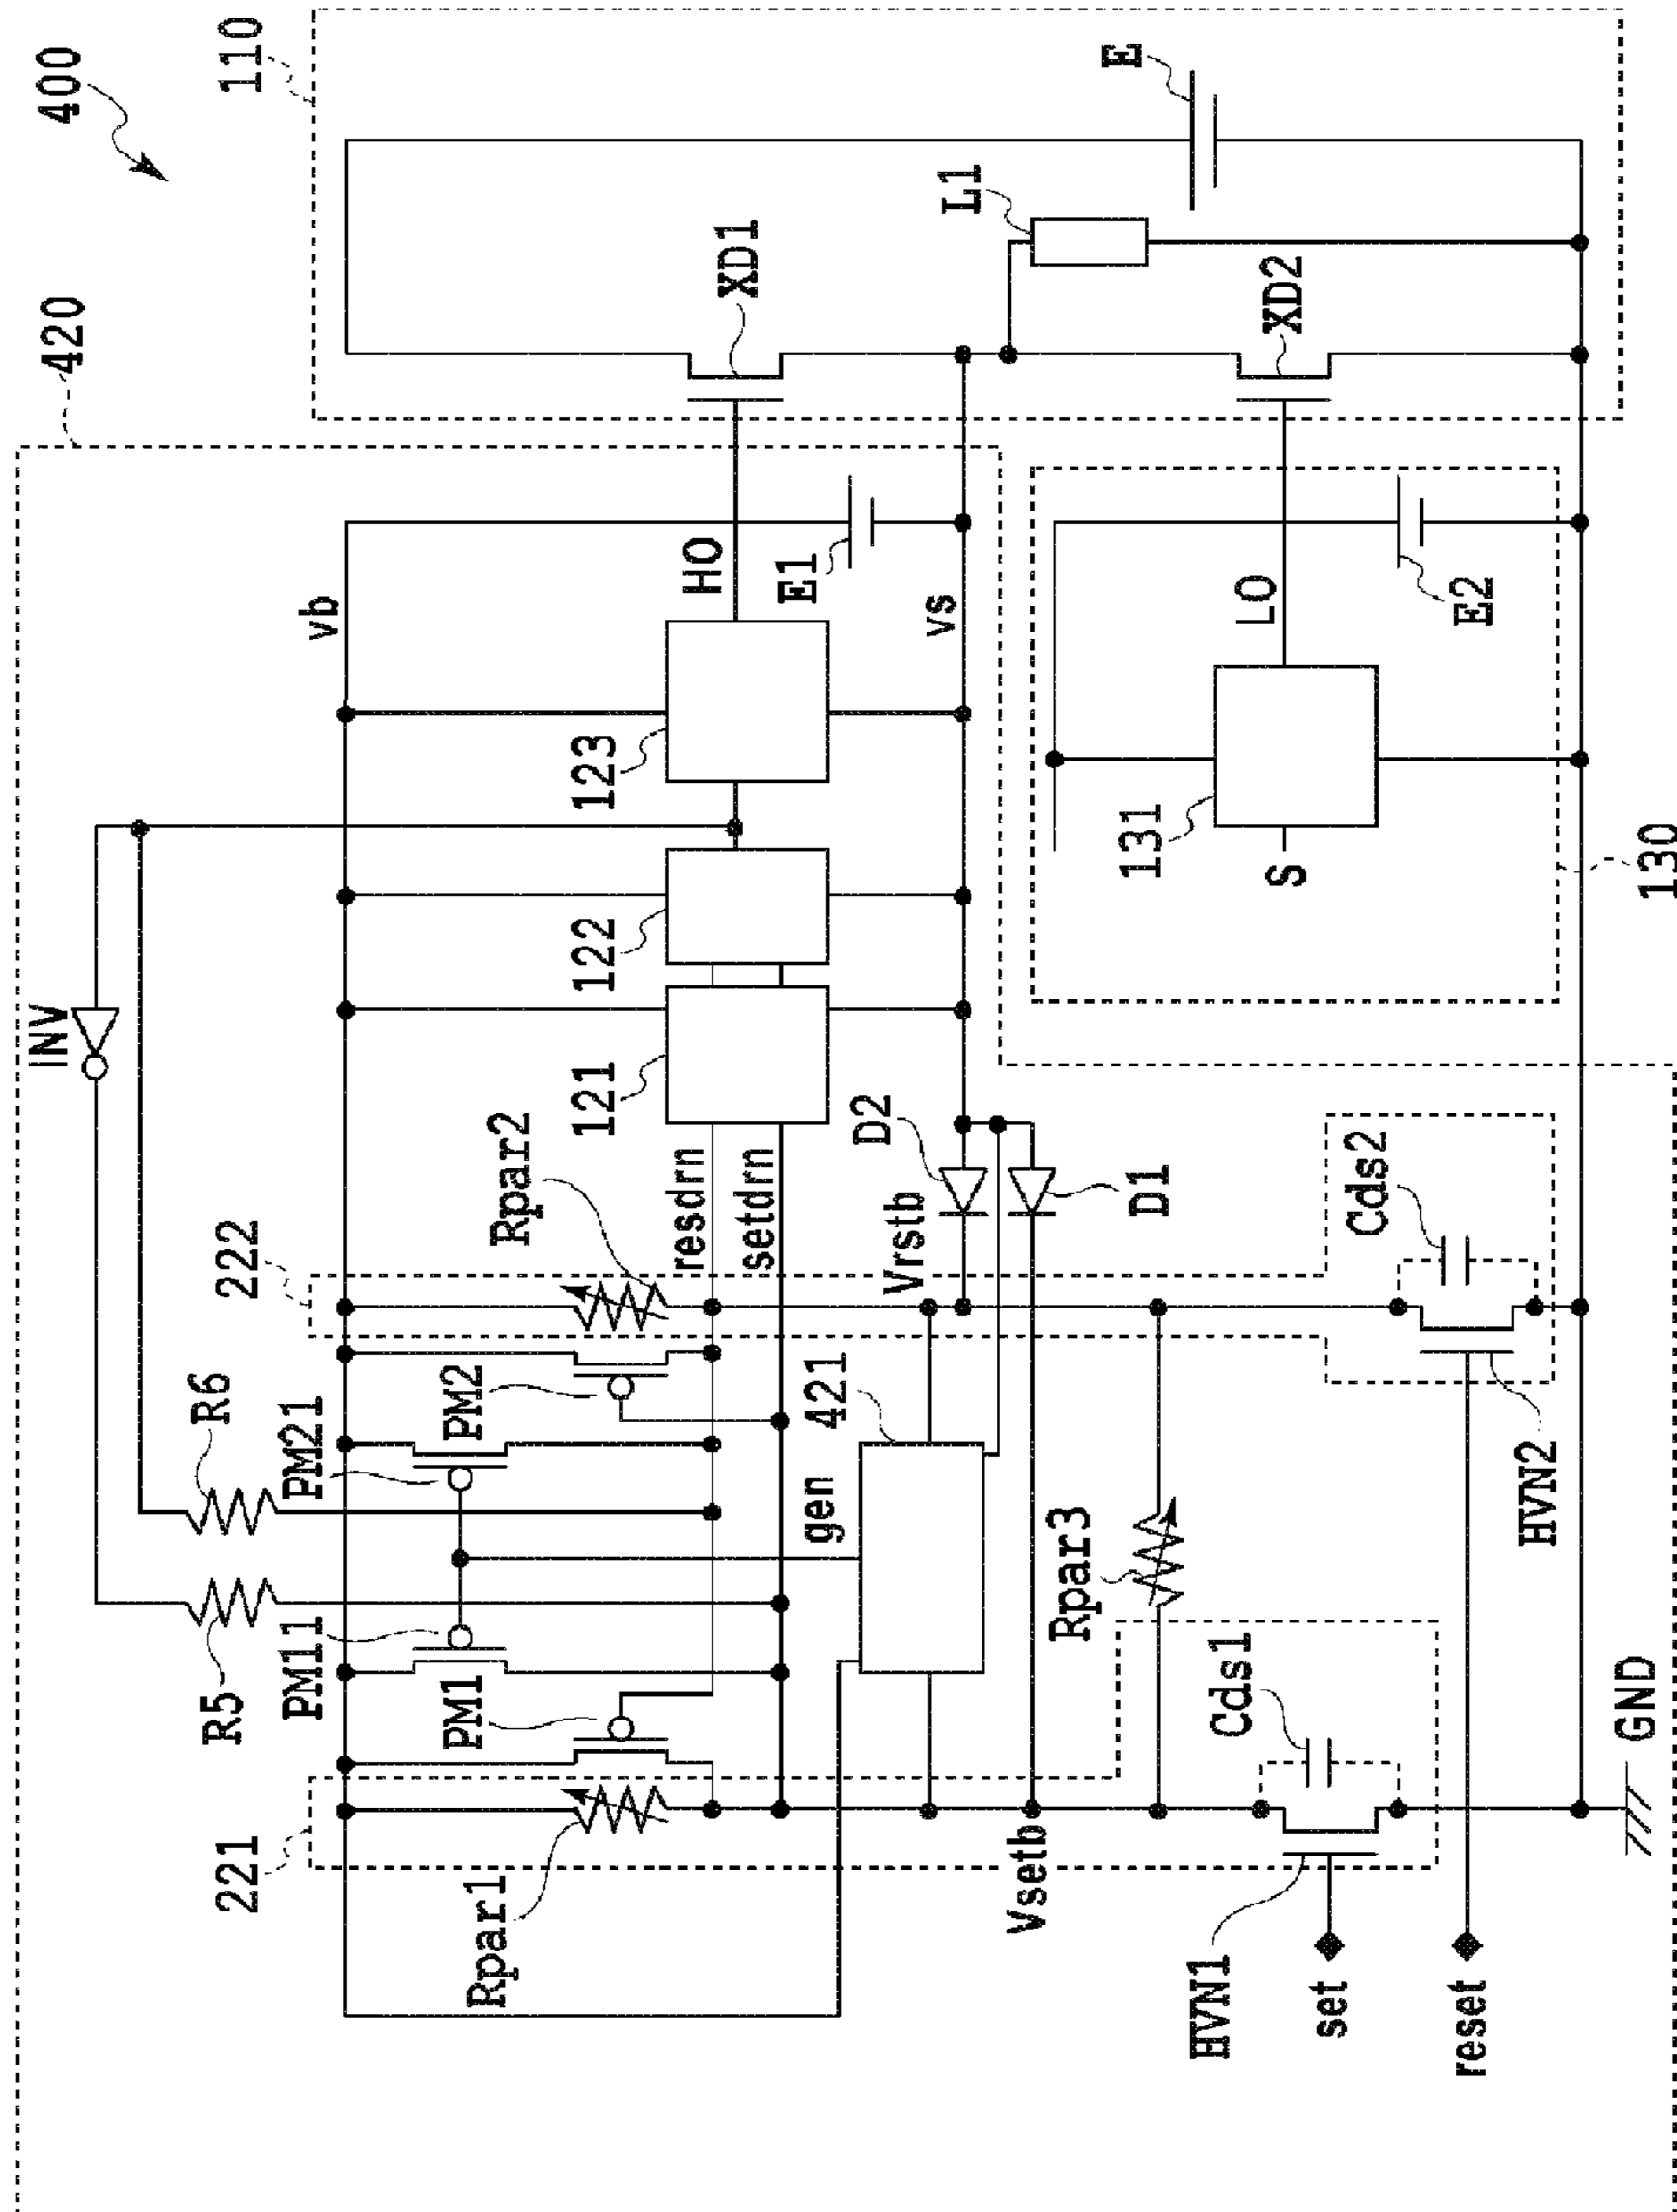 400
420
110
INV
vb
R5
R6
PM11
PM21
PM1
PM2
221
222
Rpar1
Rpar2
resdrn
setdrn
121
122
123
HO
E1
XD1
L1
E
gen
421
Vrstb
D2
D1
vs
Vsetb
Rpar3
Cds1
Cds2
HVN1
HVN2
set
reset
GND
131
S
LO
E2
XD2
130